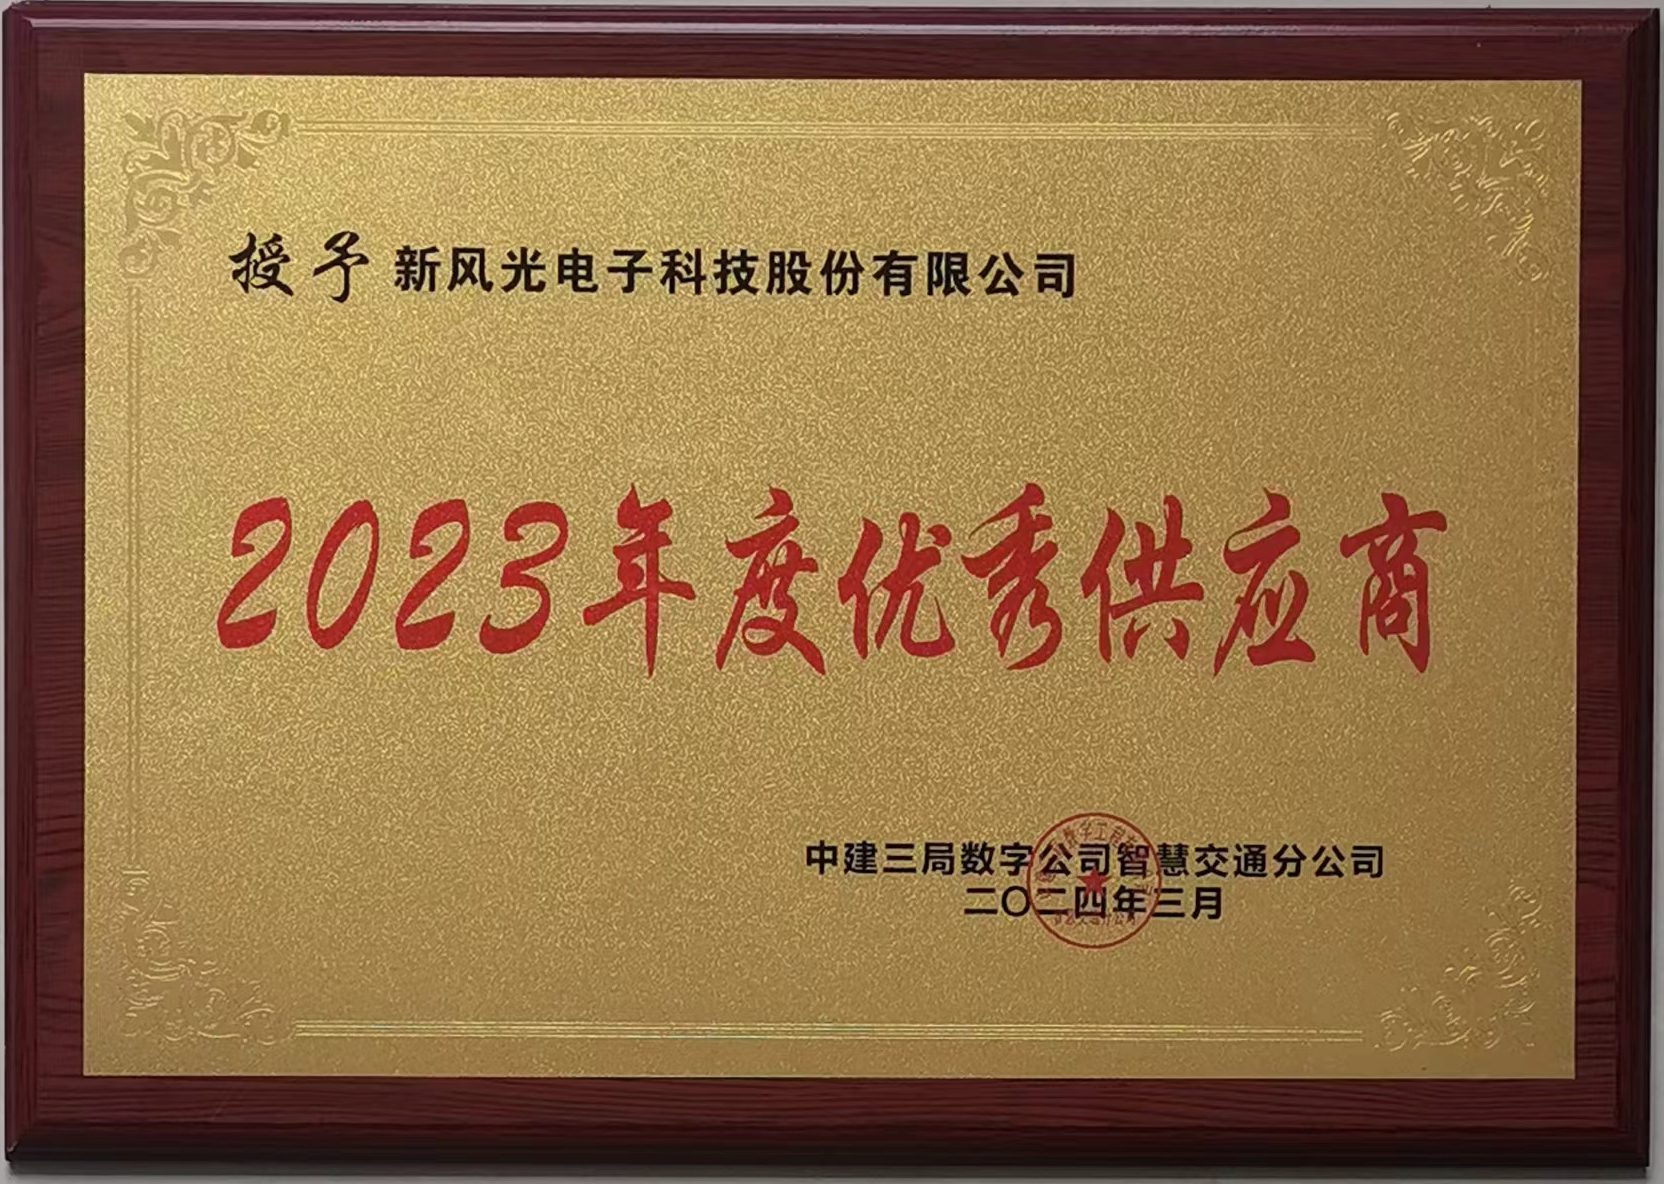 授予 新风光电子科技股份有限公司
2023年度优秀供应商
中建三局数字公司智慧交通分公司
二〇二四年三月